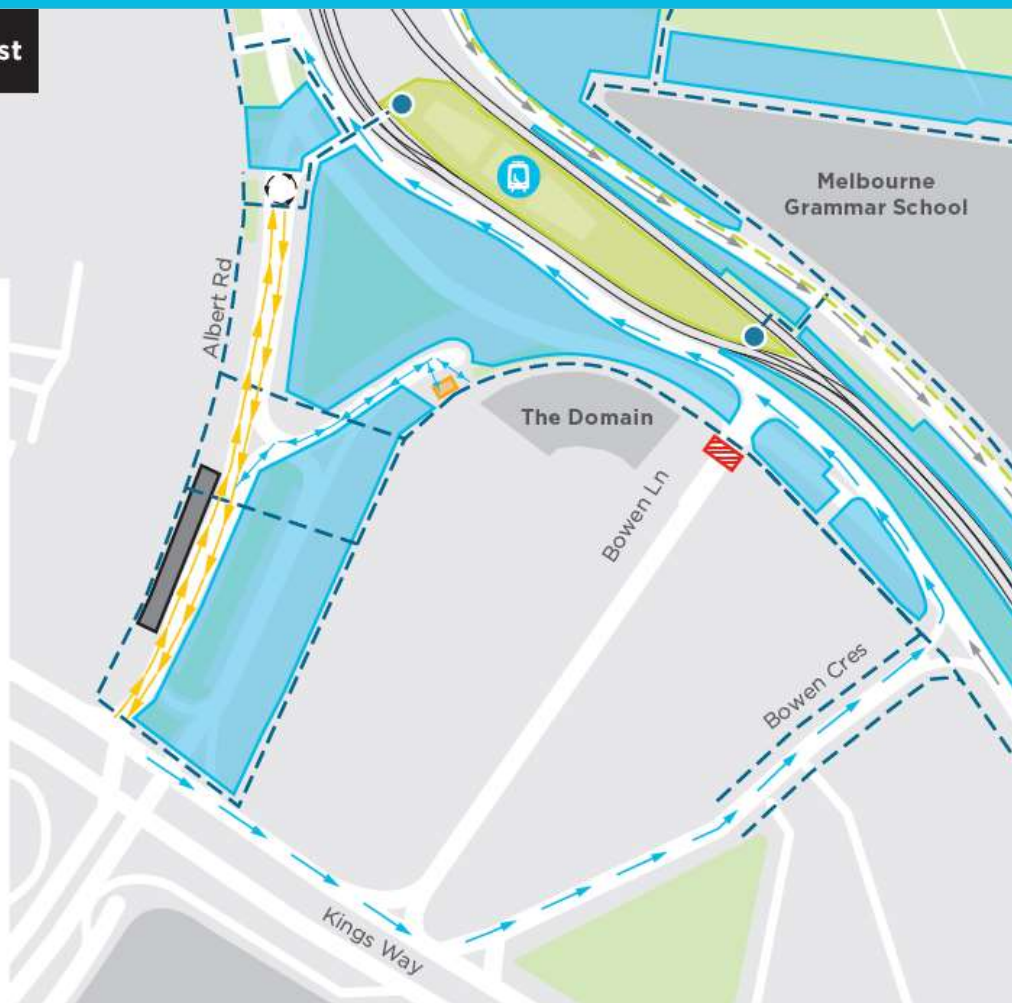 st
Melbourne
Grammar School
Albert Rd
The Domain
Bowen Ln
Bowen Cres
Kings Way